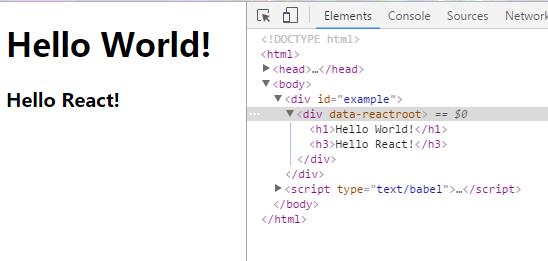 Hello World!
Hello React!
Elements Console Sources Network
<!DOCTYPE html>
<html>
<head>…</head>
<body>
<div id="example">
… <div data-reactroot> == $0
<h1>Hello World!</h1>
<h3>Hello React!</h3>
</div>
</div>
<script type="text/babel">…</script>
</body>
</html>